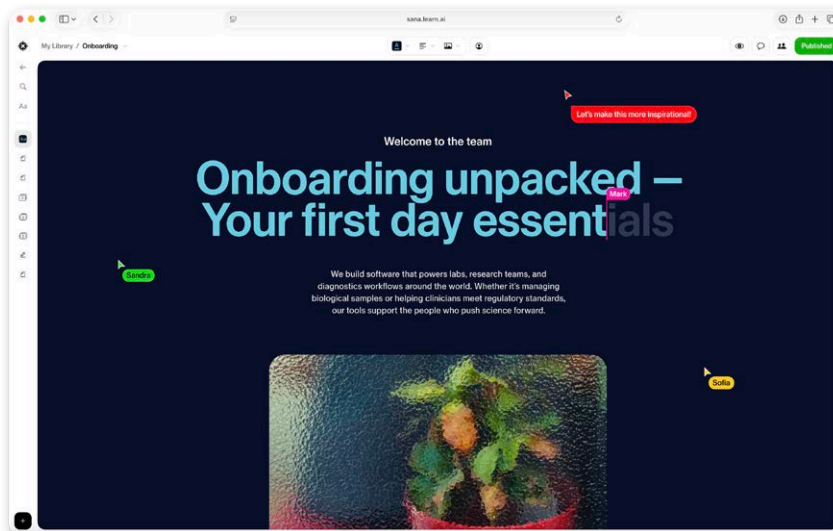 sana.learn.ai
My Library / Onboarding
Published
Aa
Let's make this more inspirational!
Welcome to the team
Onboarding unpacked –
Mark
Your first day essentials
Sandra
We build software that powers labs, research teams, and
diagnostics workflows around the world. Whether it's managing
biological samples or helping clinicians meet regulatory standards,
our tools support the people who push science forward.
Sofia